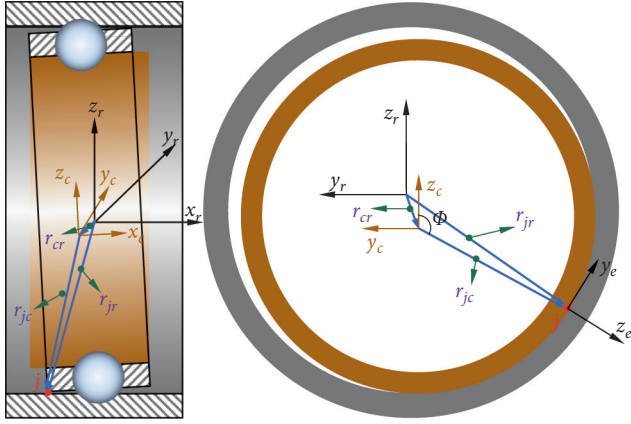 z_r
y_r
z_c
y_c
x_r
r_cr
x_c
r_jr
r_jc
j
z_r
y_r
z_c
r_cr
Φ
r_jr
y_c
r_jc
y_e
j
z_e